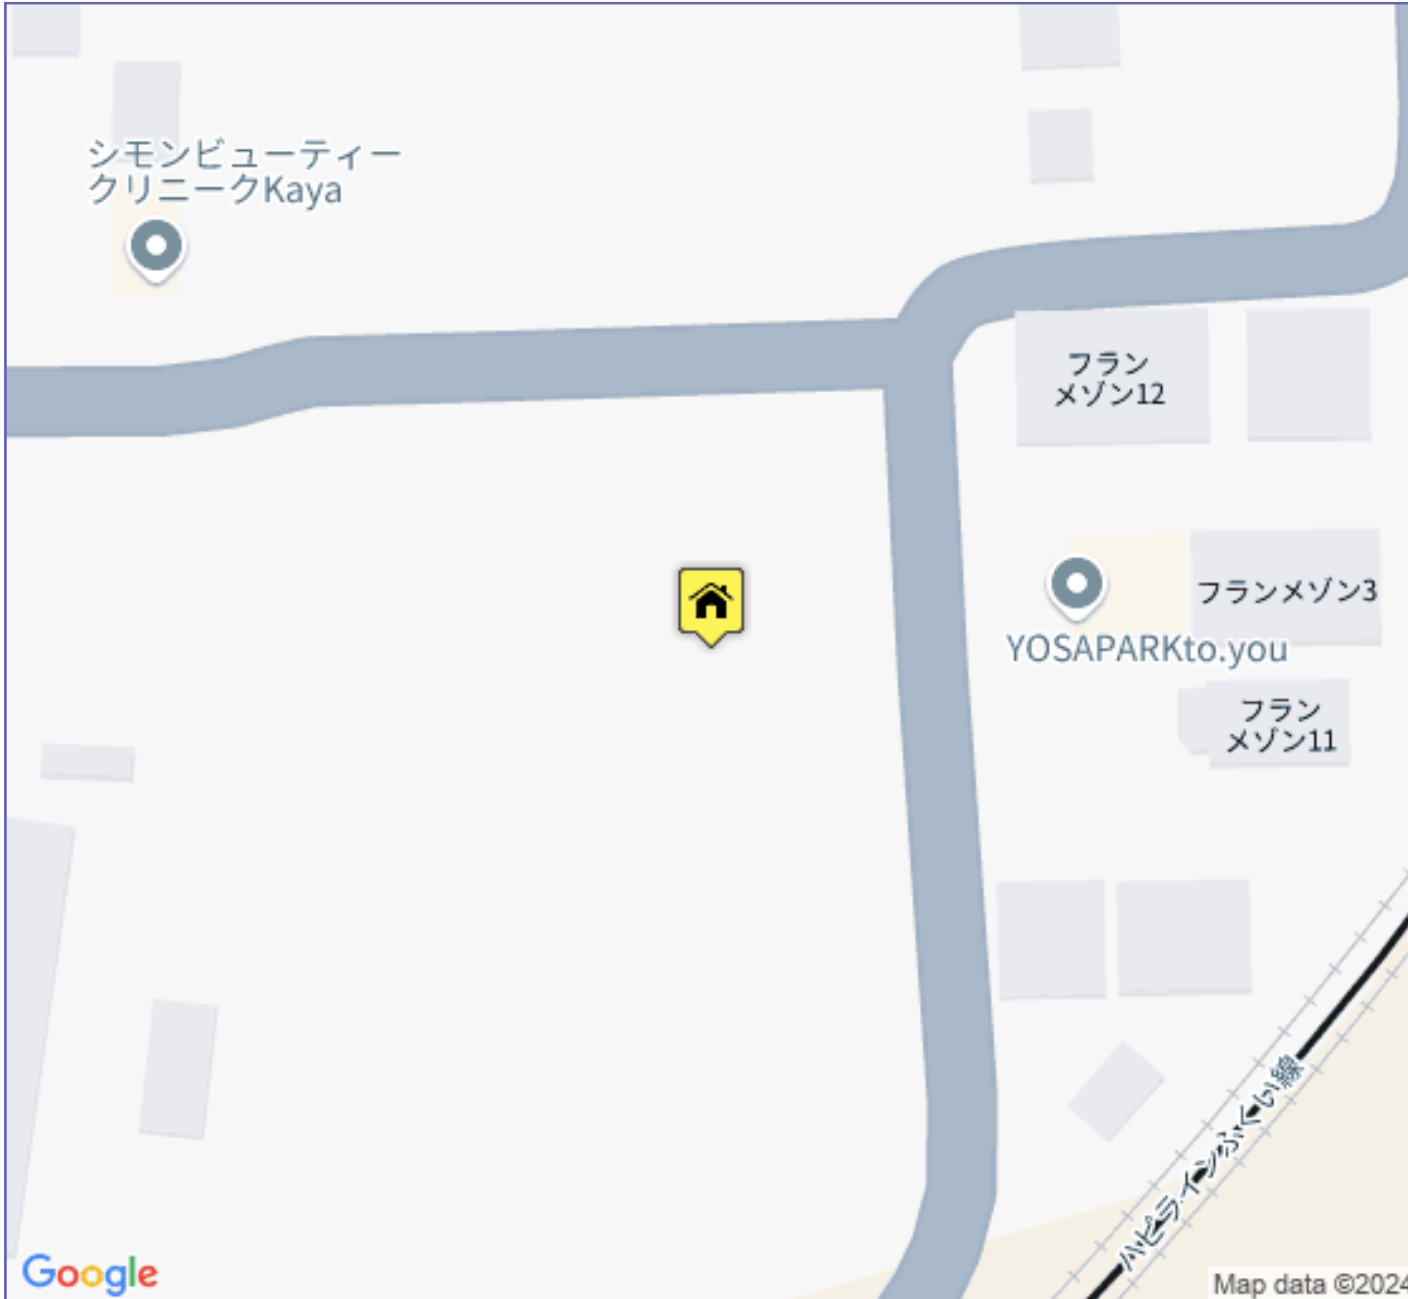 シモンビューティー
クリニークKaya
フラン
メゾン12
フランメゾン3
YOSAPARKto.you
フラン
メゾン11
ハピラインふくい線
Google
Map data ©2024